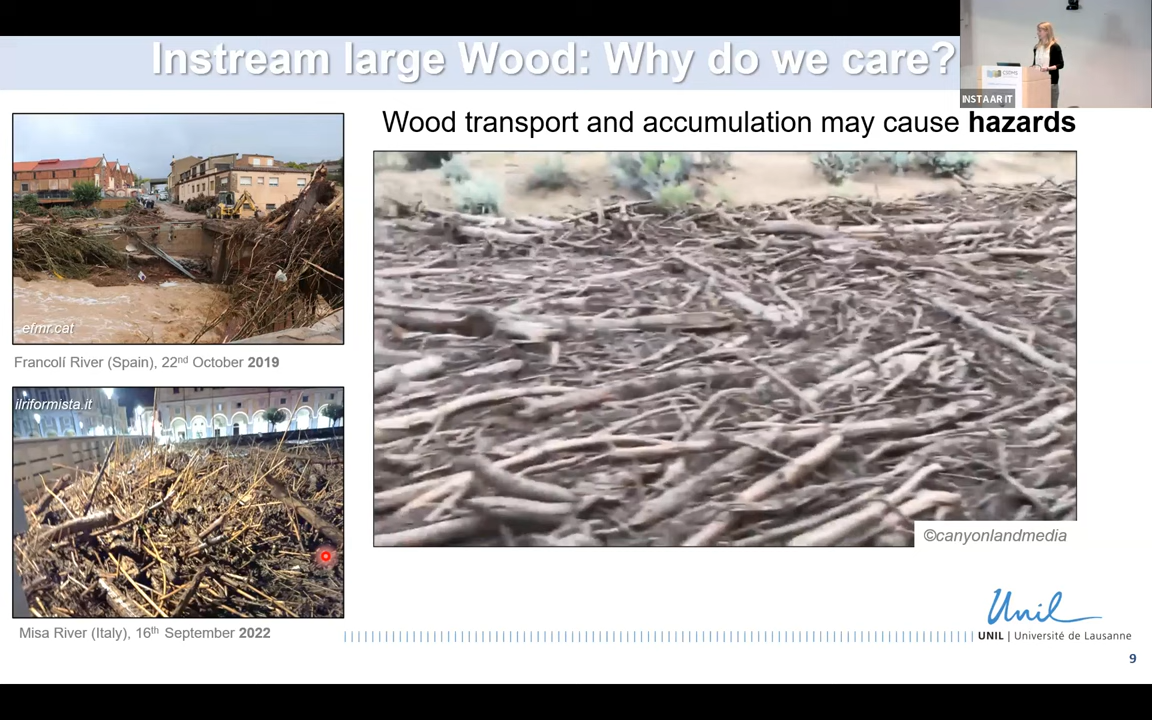 Instream large Wood: Why do we care?
INSTAAR IT
Wood transport and accumulation may cause hazards
efmr.cat
Francolí River (Spain), 22nd October 2019
ilriformista.it
©canyonlandmedia
Misa River (Italy), 16th September 2022
Unil
UNIL | Université de Lausanne
9